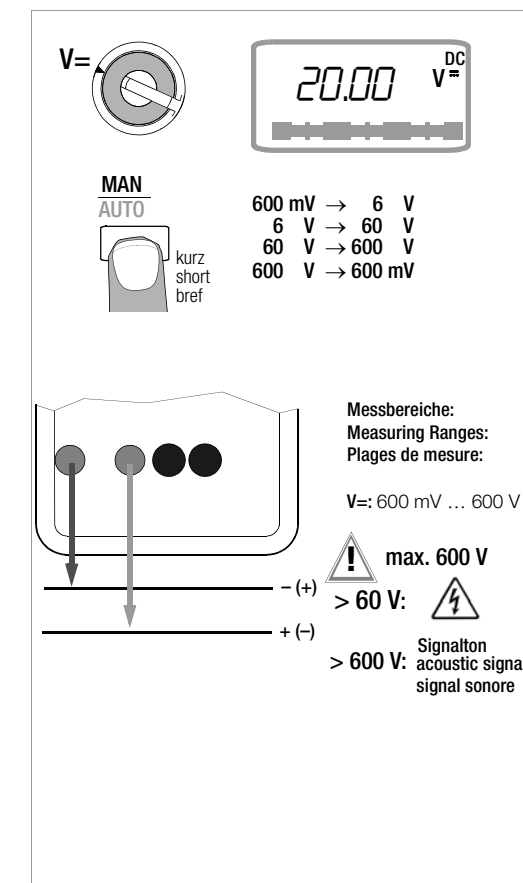 V=
20.00 DC V
MAN
AUTO
kurz
short
bref
600 mV → 6 V
6 V → 60 V
60 V → 600 V
600 V → 600 mV
Messbereiche:
Measuring Ranges:
Plages de mesure:
V=: 600 mV … 600 V
! max. 600 V
– (+)
> 60 V:
+ (–)
> 600 V: Signalton
acoustic signa
signal sonore